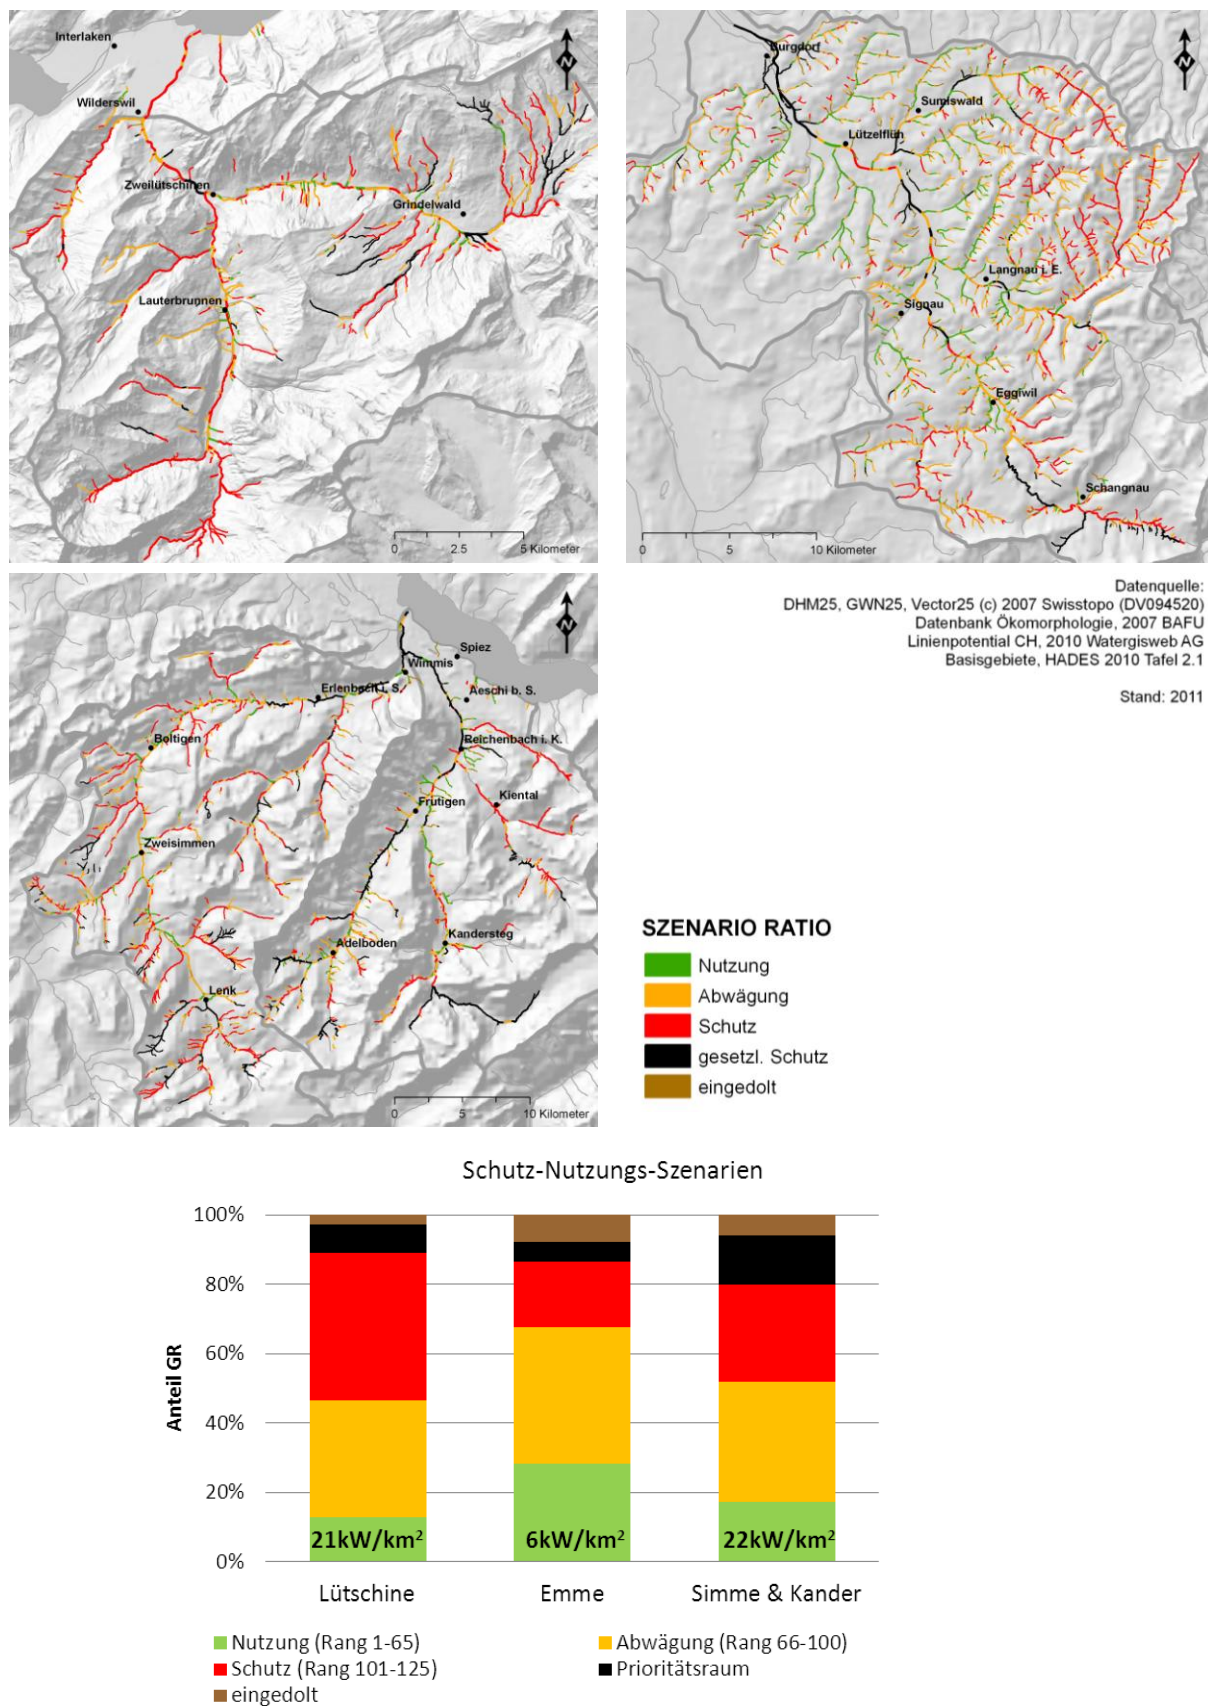 Interlaken
Wilderswil
Zweilütschinen
Grindelwald
Lauterbrunnen
0 2.5 5 Kilometer
N
Burgdorf
Sumiswald
Lützelflüh
Langnau i. E.
Signau
Eggiwil
Schangnau
0 5 10 Kilometer
N
Spiez
Wimmis
Erlenbach i. S.
Aeschi b. S.
Boltigen
Reichenbach i. K.
Frutigen
Kiental
Zweisimmen
Adelboden
Kandersteg
Lenk
0 5 10 Kilometer
N
Datenquelle:
DHM25, GWN25, Vector25 (c) 2007 Swisstopo (DV094520)
Datenbank Ökomorphologie, 2007 BAFU
Linienpotential CH, 2010 Watergisweb AG
Basisgebiete, HADES 2010 Tafel 2.1
Stand: 2011
SZENARIO RATIO
Nutzung
Abwägung
Schutz
gesetzl. Schutz
eingedolt
Schutz-Nutzungs-Szenarien
Anteil GR
100%
80%
60%
40%
20%
0%
21kW/km² 6kW/km² 22kW/km²
Lütschine Emme Simme & Kander
Nutzung (Rang 1-65) Abwägung (Rang 66-100)
Schutz (Rang 101-125) Prioritätsraum
eingedolt